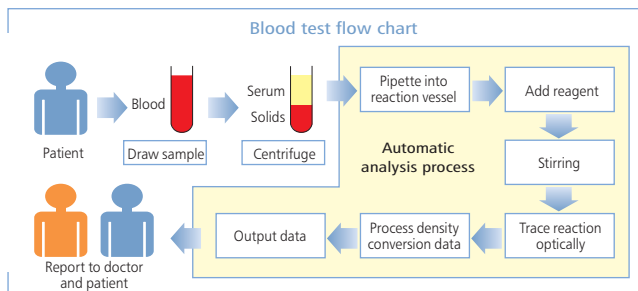 Blood test flow chart
Patient
Blood
Draw sample
Serum
Solids
Centrifuge
Pipette into
reaction vessel
Add reagent
Automatic
analysis process
Stirring
Trace reaction
optically
Process density
conversion data
Output data
Report to doctor
and patient